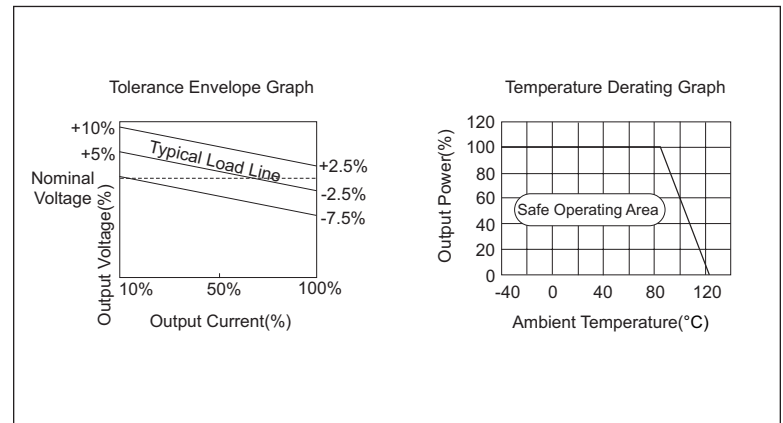 Tolerance Envelope Graph
+10%
+5%
Nominal
Voltage
Typical Load Line
+2.5%
-2.5%
-7.5%
Output Voltage(%)
10%
50%
100%
Output Current(%)
Temperature Derating Graph
Output Power(%)
120
100
80
60
40
20
0
Safe Operating Area
-40
0
40
80
120
Ambient Temperature(°C)